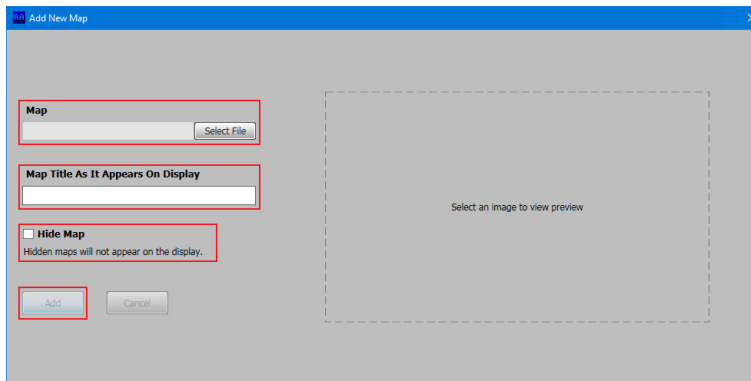 RA Add New Map
Map
Select File
Map Title As It Appears On Display
Hide Map
Hidden maps will not appear on the display.
Add Cancel
Select an image to view preview